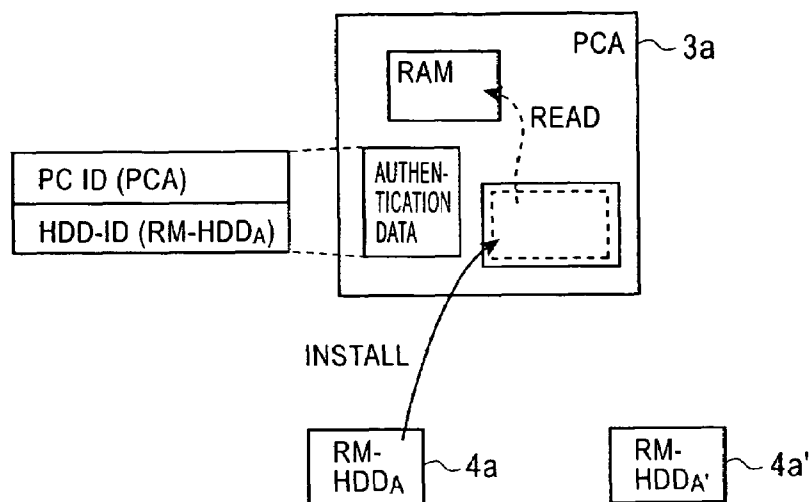 PCA
3a
RAM
READ
PC ID (PCA)
HDD-ID (RM-HDDA)
AUTHEN-
TICATION
DATA
INSTALL
RM-
HDDA
4a
RM-
HDDA'
4a'